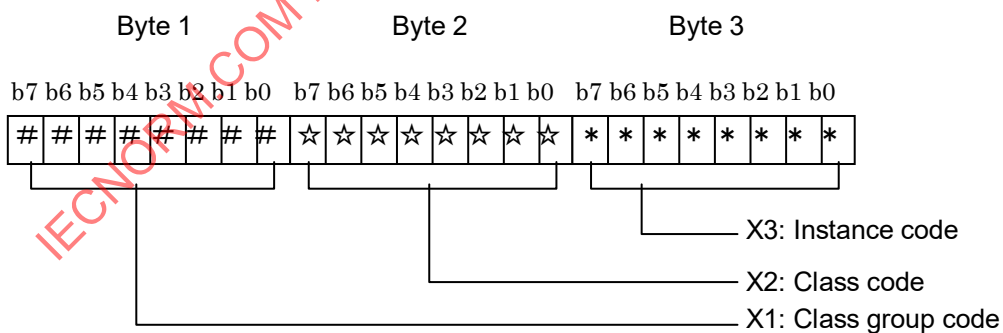 Byte 1 Byte 2 Byte 3
b7 b6 b5 b4 b3 b2 b1 b0 b7 b6 b5 b4 b3 b2 b1 b0 b7 b6 b5 b4 b3 b2 b1 b0
# # # # # # # # ☆ ☆ ☆ ☆ ☆ ☆ ☆ ☆ * * * * * * * *
X3: Instance code
X2: Class code
X1: Class group code
IECNORM.COM